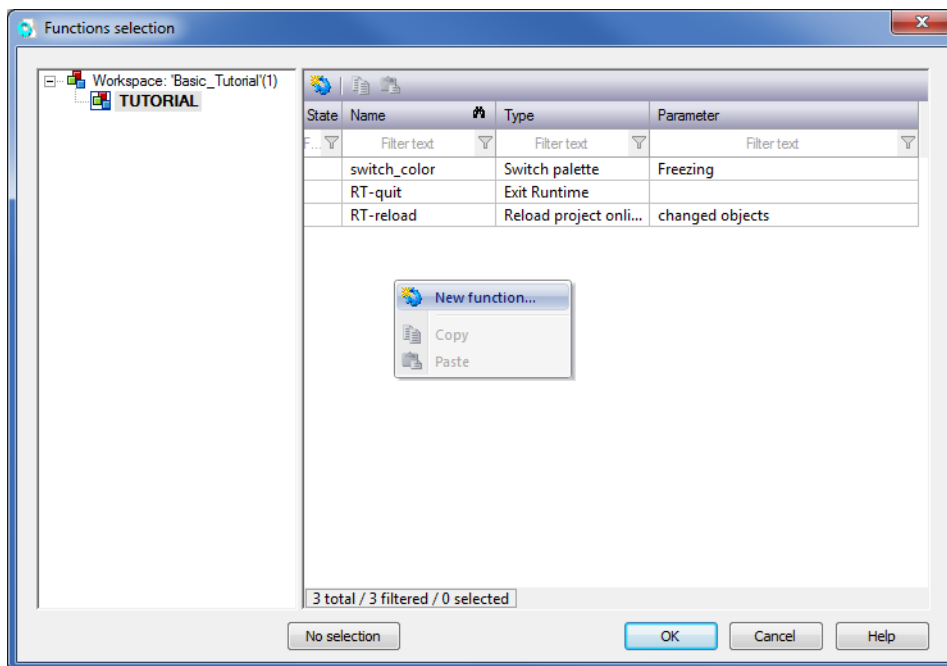 Functions selection
Workspace: 'Basic_Tutorial'(1)
TUTORIAL
State Name Type Parameter
F... Filter text Filter text Filter text
switch_color Switch palette Freezing
RT-quit Exit Runtime
RT-reload Reload project onli... changed objects
New function...
Copy
Paste
3 total / 3 filtered / 0 selected
No selection OK Cancel Help